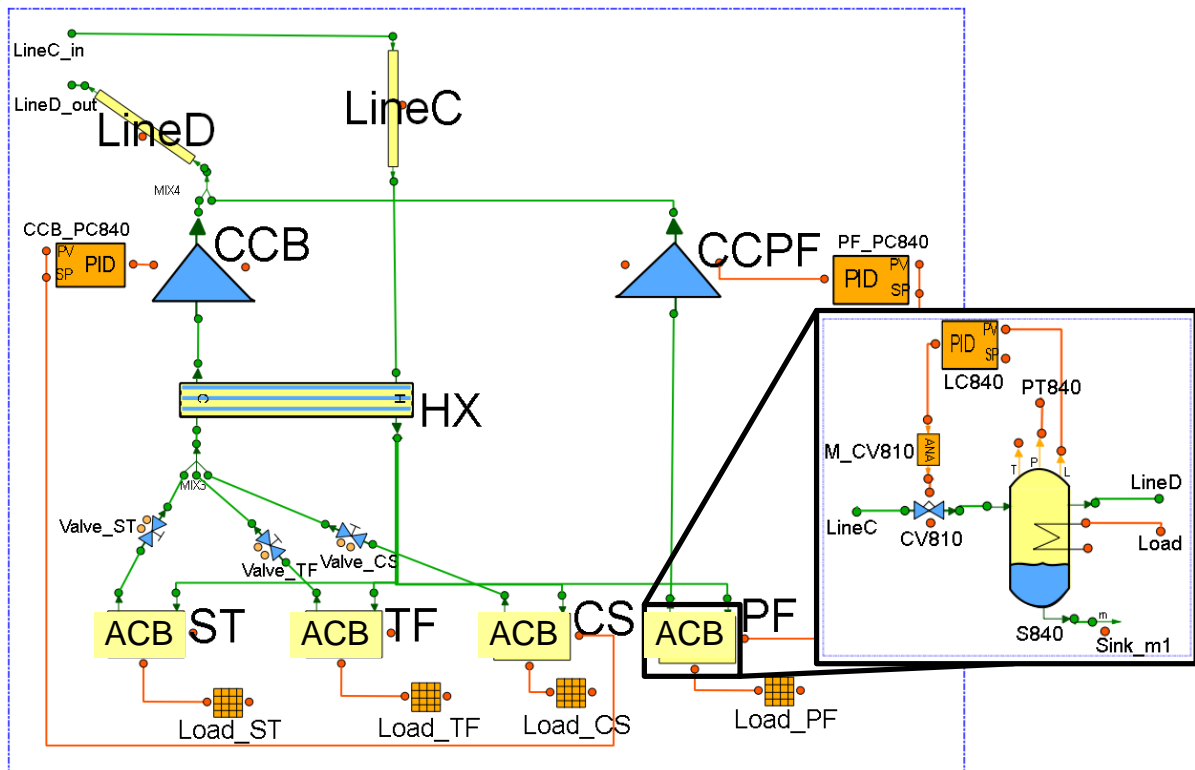 LineC_in
LineD_out
LineD
LineC
MIX4
CCB_PC840
PV
SP
PID
CCB
CCPF
PF_PC840
PID
PV
SP
C
H
HX
MIX3
Valve_ST
Valve_TF
Valve_CS
ACB
ST
ACB
TF
ACB
CS
ACB
PF
Load_ST
Load_TF
Load_CS
Load_PF
PID
PV
SP
LC840
PT840
M_CV810
ANA
T
P
L
LineC
CV810
LineD
Load
S840
m
Sink_m1